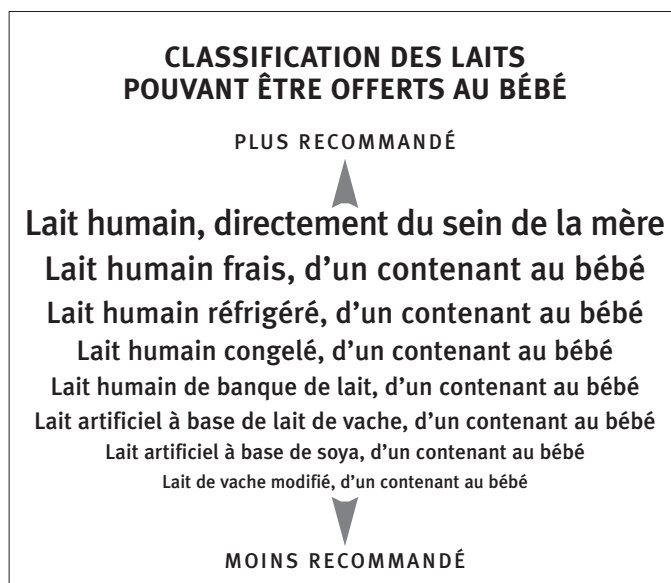 CLASSIFICATION DES LAITS
POUVANT ÊTRE OFFERTS AU BÉBÉ
PLUS RECOMMANDÉ
Lait humain, directement du sein de la mère
Lait humain frais, d’un contenant au bébé
Lait humain réfrigéré, d’un contenant au bébé
Lait humain congelé, d’un contenant au bébé
Lait humain de banque de lait, d’un contenant au bébé
Lait artificiel à base de lait de vache, d’un contenant au bébé
Lait artificiel à base de soya, d’un contenant au bébé
Lait de vache modifié, d’un contenant au bébé
MOINS RECOMMANDÉ